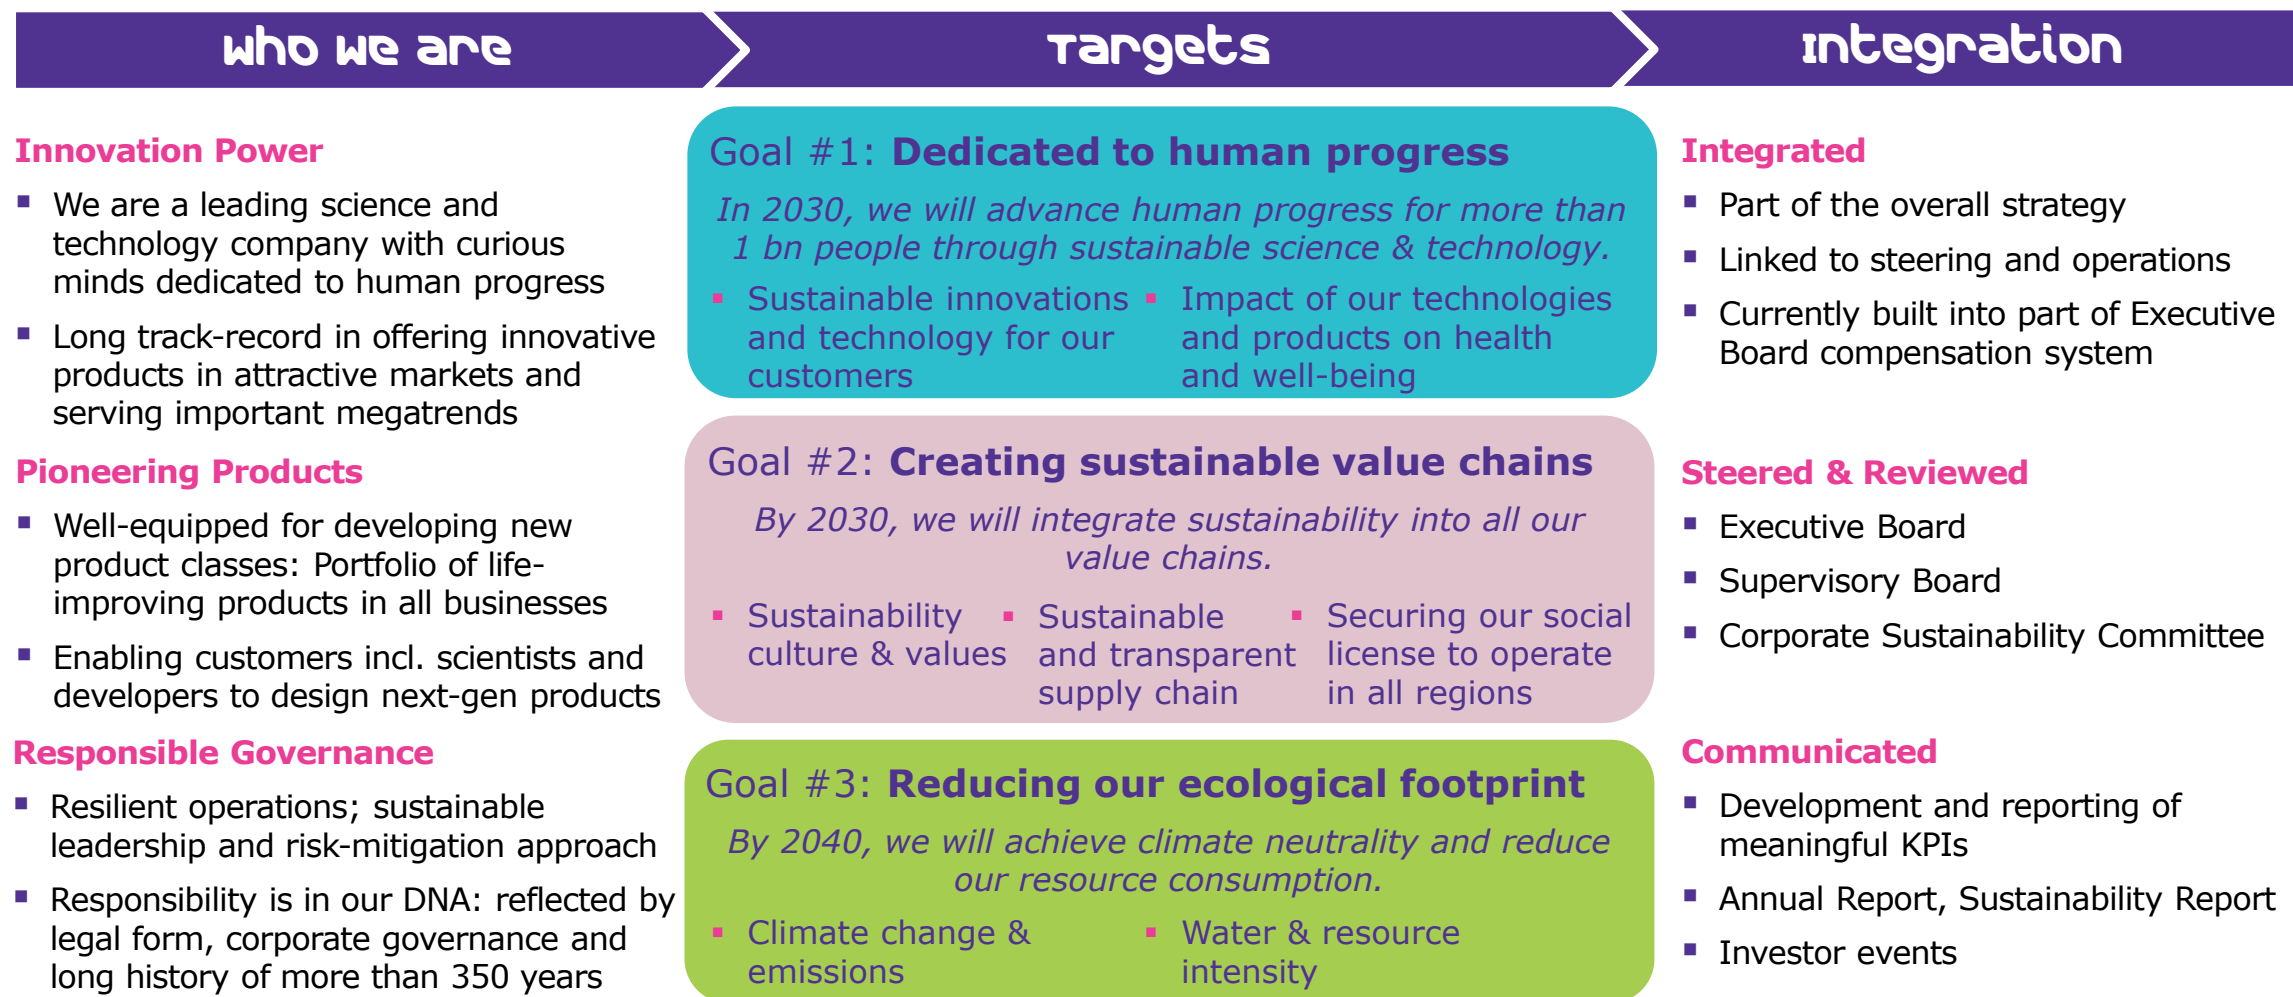 Who we are
Targets
Integration
Innovation Power
▪ We are a leading science and
technology company with curious
minds dedicated to human progress
▪ Long track-record in offering innovative
products in attractive markets and
serving important megatrends
Pioneering Products
▪ Well-equipped for developing new
product classes: Portfolio of life-
improving products in all businesses
▪ Enabling customers incl. scientists and
developers to design next-gen products
Responsible Governance
▪ Resilient operations; sustainable
leadership and risk-mitigation approach
▪ Responsibility is in our DNA: reflected by
legal form, corporate governance and
long history of more than 350 years
Goal #1: Dedicated to human progress
In 2030, we will advance human progress for more than
1 bn people through sustainable science & technology.
▪ Sustainable innovations
and technology for our
customers
▪ Impact of our technologies
and products on health
and well-being
Goal #2: Creating sustainable value chains
By 2030, we will integrate sustainability into all our
value chains.
▪ Sustainability
culture & values
▪ Sustainable
and transparent
supply chain
▪ Securing our social
license to operate
in all regions
Goal #3: Reducing our ecological footprint
By 2040, we will achieve climate neutrality and reduce
our resource consumption.
▪ Climate change &
emissions
▪ Water & resource
intensity
Integrated
▪ Part of the overall strategy
▪ Linked to steering and operations
▪ Currently built into part of Executive
Board compensation system
Steered & Reviewed
▪ Executive Board
▪ Supervisory Board
▪ Corporate Sustainability Committee
Communicated
▪ Development and reporting of
meaningful KPIs
▪ Annual Report, Sustainability Report
▪ Investor events